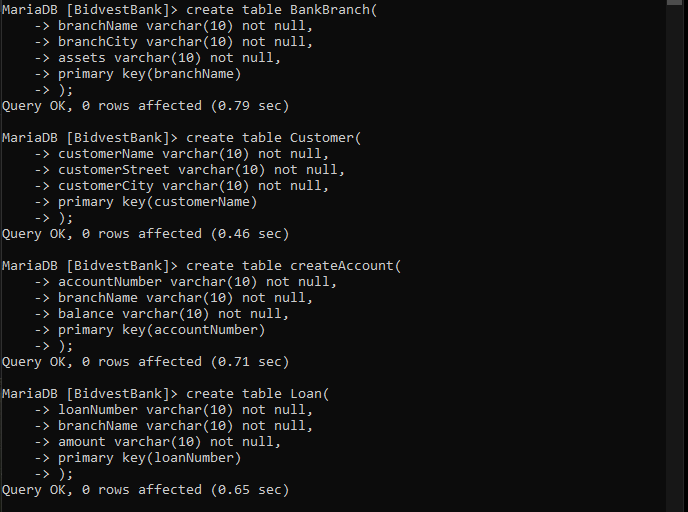 MariaDB [BidvestBank]> create table BankBranch(
    -> branchName varchar(10) not null,
    -> branchCity varchar(10) not null,
    -> assets varchar(10) not null,
    -> primary key(branchName)
    -> );
Query OK, 0 rows affected (0.79 sec)

MariaDB [BidvestBank]> create table Customer(
    -> customerName varchar(10) not null,
    -> customerStreet varchar(10) not null,
    -> customerCity varchar(10) not null,
    -> primary key(customerName)
    -> );
Query OK, 0 rows affected (0.46 sec)

MariaDB [BidvestBank]> create table createAccount(
    -> accountNumber varchar(10) not null,
    -> branchName varchar(10) not null,
    -> balance varchar(10) not null,
    -> primary key(accountNumber)
    -> );
Query OK, 0 rows affected (0.71 sec)

MariaDB [BidvestBank]> create table Loan(
    -> loanNumber varchar(10) not null,
    -> branchName varchar(10) not null,
    -> amount varchar(10) not null,
    -> primary key(loanNumber)
    -> );
Query OK, 0 rows affected (0.65 sec)